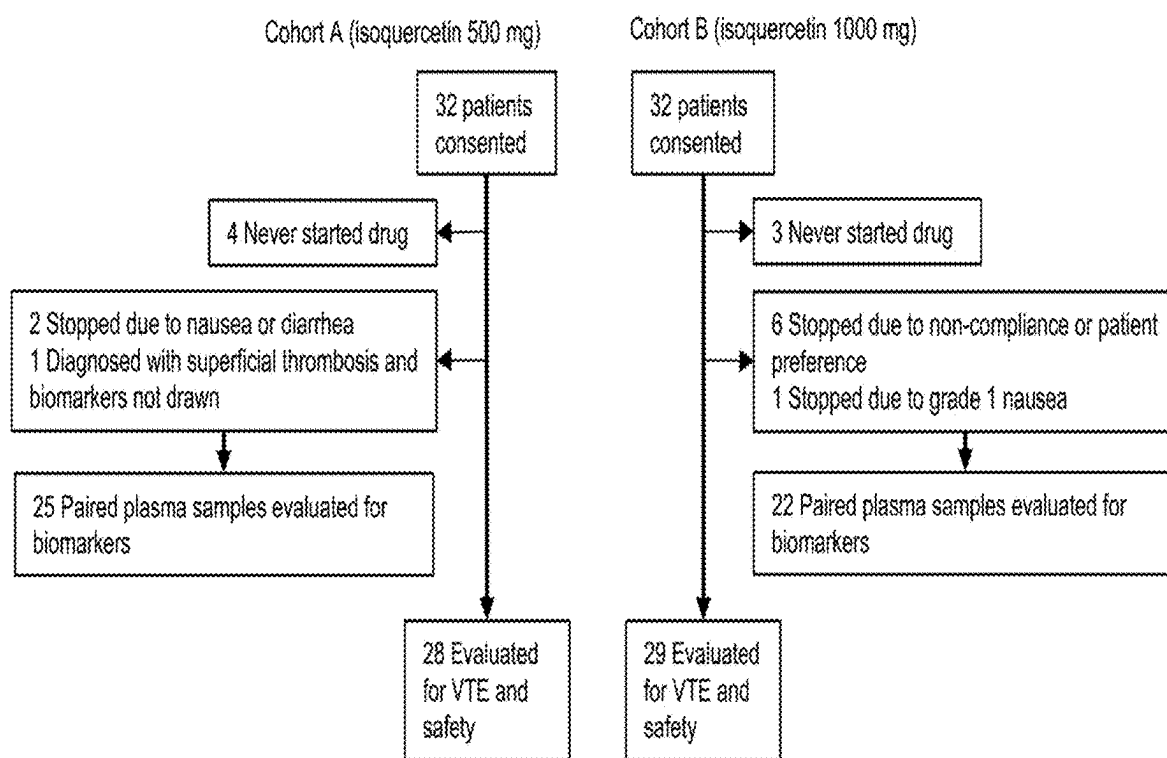 Cohort A (isoquercetin 500 mg)
Cohort B (isoquercetin 1000 mg)
32 patients
consented
32 patients
consented
4 Never started drug
3 Never started drug
2 Stopped due to nausea or diarrhea
1 Diagnosed with superficial thrombosis and
biomarkers not drawn
6 Stopped due to non-compliance or patient
preference
1 Stopped due to grade 1 nausea
25 Paired plasma samples evaluated for
biomarkers
22 Paired plasma samples evaluated for
biomarkers
28 Evaluated
for VTE and
safety
29 Evaluated
for VTE and
safety